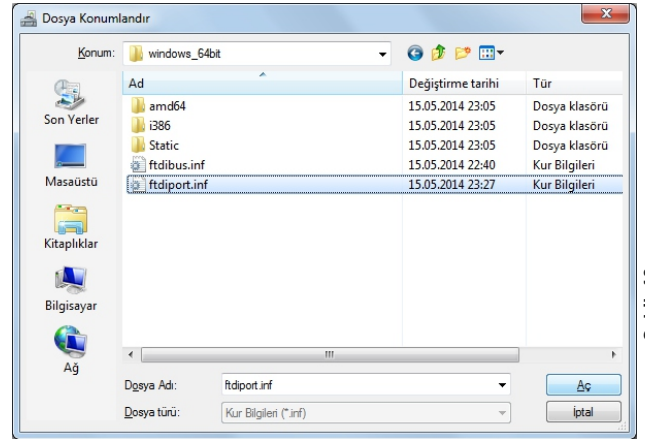 Dosya Konumlandır
Konum: windows_64bit
Ad Değiştirme tarihi Tür
amd64 15.05.2014 23:05 Dosya klasörü
i386 15.05.2014 23:05 Dosya klasörü
Static 15.05.2014 23:05 Dosya klasörü
ftdibus.inf 15.05.2014 22:40 Kur Bilgileri
ftdiport.inf 15.05.2014 23:27 Kur Bilgileri
Son Yerler
Masaüstü
Kitaplıklar
Bilgisayar
Ağ
Dosya Adı: ftdiport.inf Aç
Dosya türü: Kur Bilgileri (*.inf) İptal